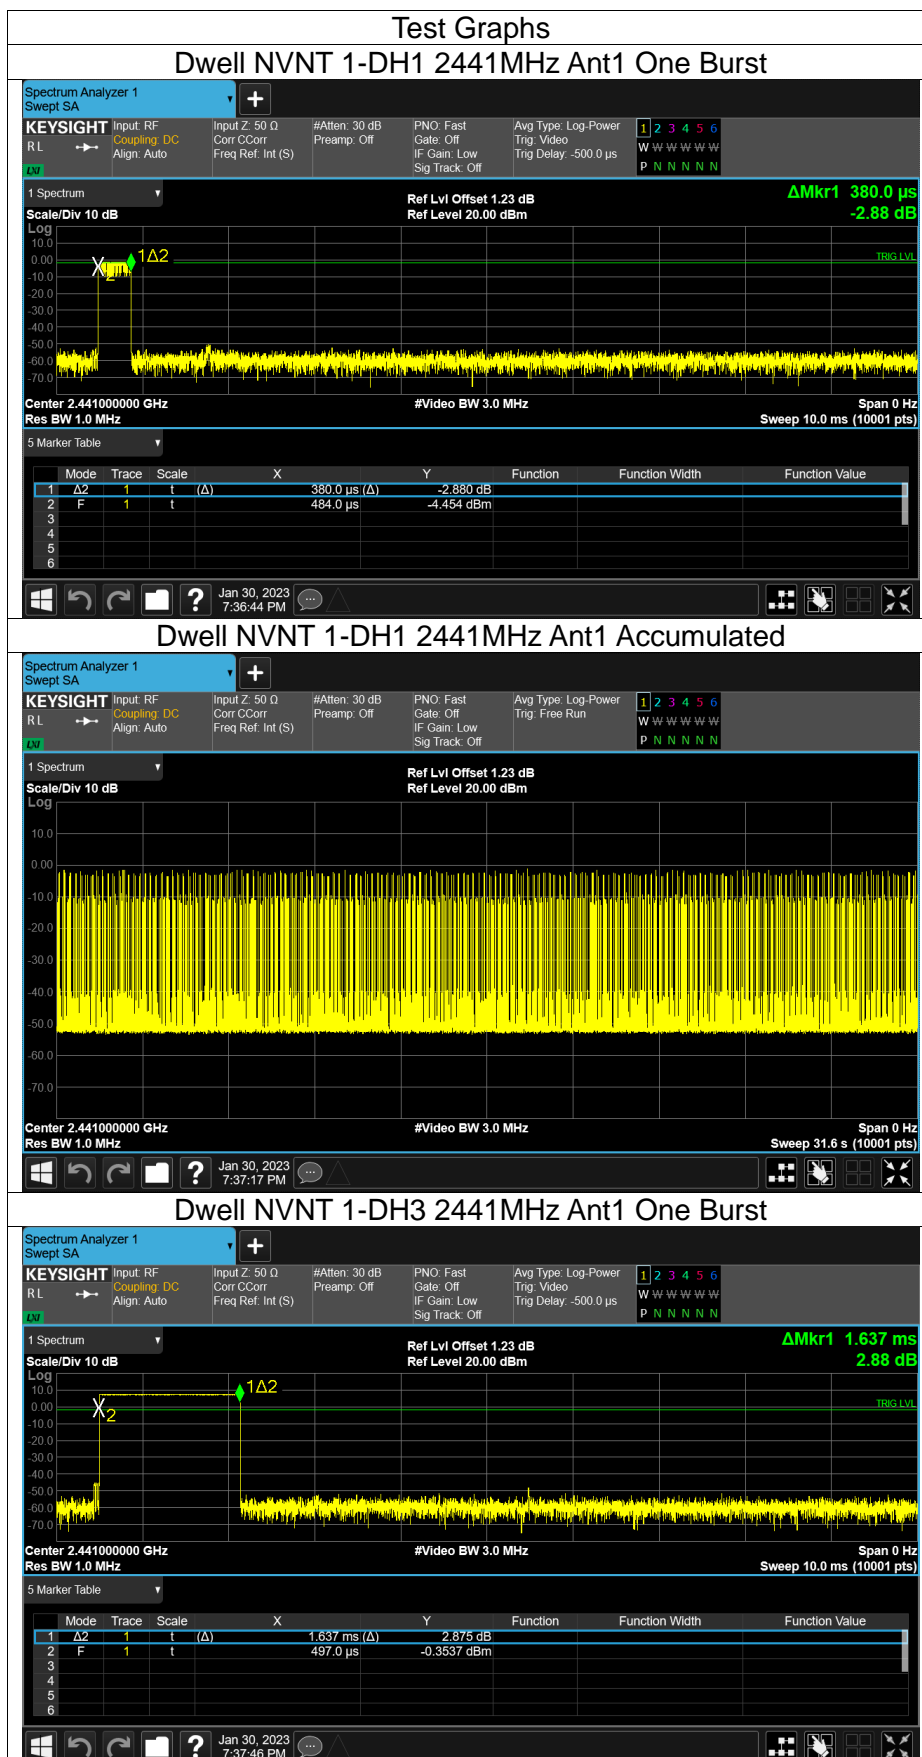 Test Graphs
Dwell NVNT 1-DH1 2441MHz Ant1 One Burst
Spectrum Analyzer 1
Swept SA
+
KEYSIGHT Input: RF Input Z: 50 Ω #Atten: 30 dB PNO: Fast Avg Type: Log-Power 1 2 3 4 5 6
RL Coupling: DC Corr CCorr Preamp: Off Gate: Off Trig: Video W W W W W W
Align: Auto Freq Ref: Int (S) IF Gain: Low Trig Delay: -500.0 µs
LXI Sig Track: Off P N N N N N
1 Spectrum Ref Lvl Offset 1.23 dB ΔMkr1 380.0 µs
Scale/Div 10 dB Ref Level 20.00 dBm -2.88 dB
Log
10.0
0.00 1Δ2 TRIG LVL
-10.0 2
-20.0
-30.0
-40.0
-50.0
-60.0
-70.0
Center 2.441000000 GHz #Video BW 3.0 MHz Span 0 Hz
Res BW 1.0 MHz Sweep 10.0 ms (10001 pts)
5 Marker Table
Mode Trace Scale X Y Function Function Width Function Value
1 Δ2 1 t (Δ) 380.0 µs (Δ) -2.880 dB
2 F 1 t 484.0 µs -4.454 dBm
3
4
5
6
? Jan 30, 2023
7:36:44 PM
Dwell NVNT 1-DH1 2441MHz Ant1 Accumulated
Spectrum Analyzer 1
Swept SA
+
KEYSIGHT Input: RF Input Z: 50 Ω #Atten: 30 dB PNO: Fast Avg Type: Log-Power 1 2 3 4 5 6
RL Coupling: DC Corr CCorr Preamp: Off Gate: Off Trig: Free Run W W W W W W
Align: Auto Freq Ref: Int (S) IF Gain: Low
LXI Sig Track: Off P N N N N N
1 Spectrum Ref Lvl Offset 1.23 dB
Scale/Div 10 dB Ref Level 20.00 dBm
Log
10.0
0.00
-10.0
-20.0
-30.0
-40.0
-50.0
-60.0
-70.0
Center 2.441000000 GHz #Video BW 3.0 MHz Span 0 Hz
Res BW 1.0 MHz Sweep 31.6 s (10001 pts)
? Jan 30, 2023
7:37:17 PM
Dwell NVNT 1-DH3 2441MHz Ant1 One Burst
Spectrum Analyzer 1
Swept SA
+
KEYSIGHT Input: RF Input Z: 50 Ω #Atten: 30 dB PNO: Fast Avg Type: Log-Power 1 2 3 4 5 6
RL Coupling: DC Corr CCorr Preamp: Off Gate: Off Trig: Video W W W W W W
Align: Auto Freq Ref: Int (S) IF Gain: Low Trig Delay: -500.0 µs
LXI Sig Track: Off P N N N N N
1 Spectrum Ref Lvl Offset 1.23 dB ΔMkr1 1.637 ms
Scale/Div 10 dB Ref Level 20.00 dBm 2.88 dB
Log
10.0 1Δ2
0.00 2 TRIG LVL
-10.0
-20.0
-30.0
-40.0
-50.0
-60.0
-70.0
Center 2.441000000 GHz #Video BW 3.0 MHz Span 0 Hz
Res BW 1.0 MHz Sweep 10.0 ms (10001 pts)
5 Marker Table
Mode Trace Scale X Y Function Function Width Function Value
1 Δ2 1 t (Δ) 1.637 ms (Δ) 2.875 dB
2 F 1 t 497.0 µs -0.3537 dBm
3
4
5
6
? Jan 30, 2023
7:37:46 PM